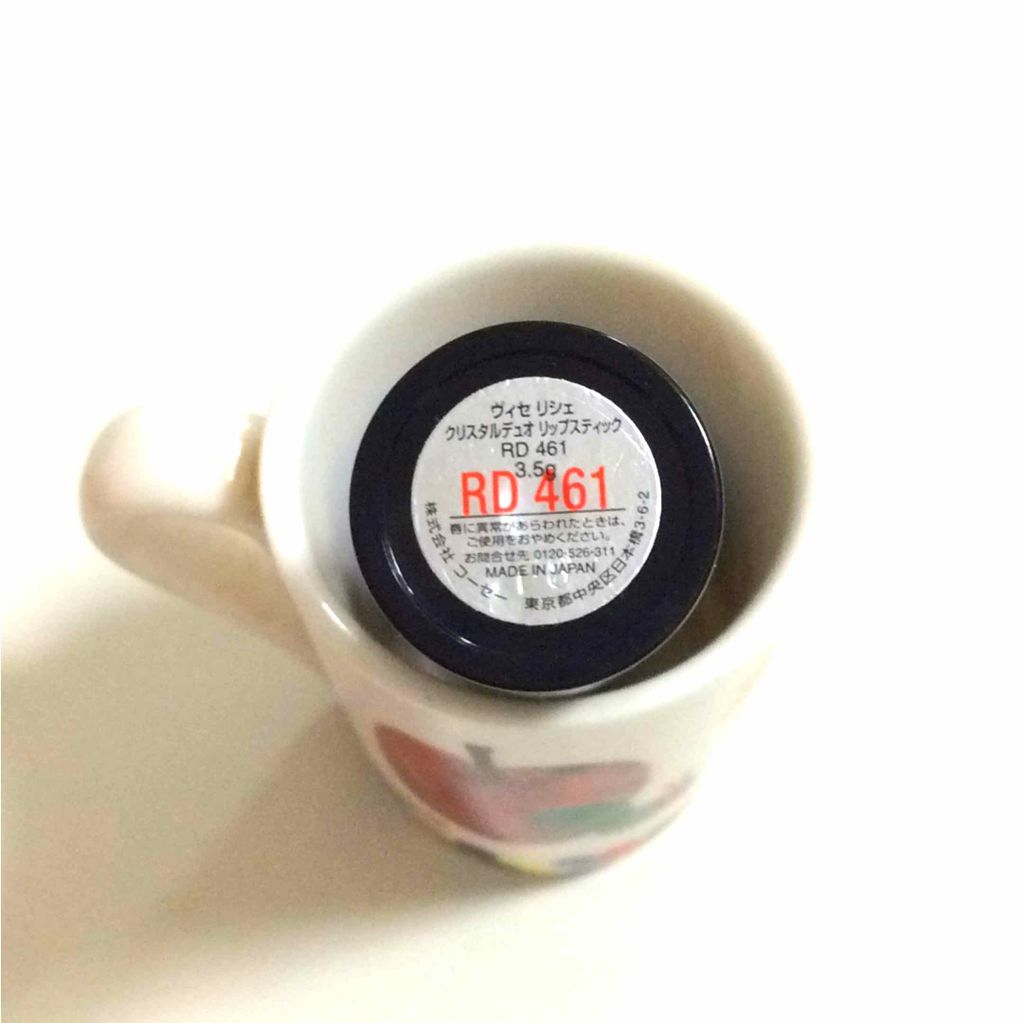 ヴィセ リシェ
クリスタルデュオ リップスティック
RD 461
3.5g
RD 461
唇に異常があらわれたときは、
ご使用をおやめください。
お問合せ先 0120-526-311
MADE IN JAPAN
株式会社 コーセー 東京都中央区日本橋3-6-2